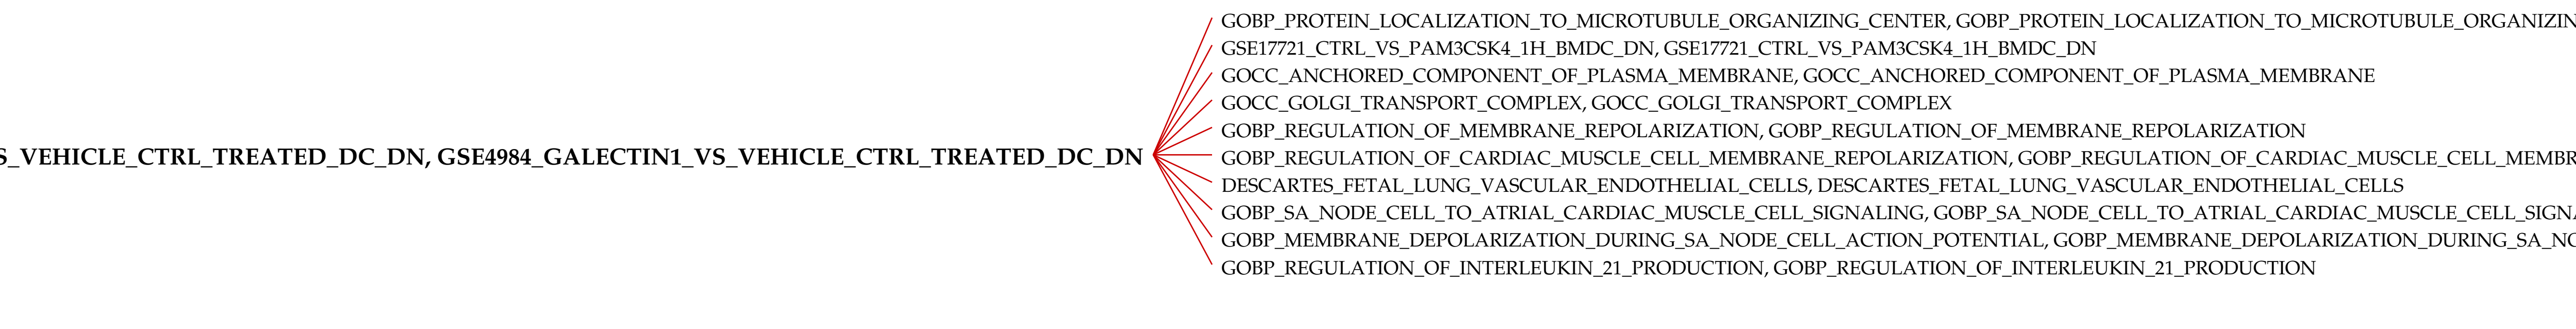 GOBP_PROTEIN_LOCALIZATION_TO_MICROTUBULE_ORGANIZING_CENTER, GOBP_PROTEIN_LOCALIZATION_TO_MICROTUBULE_ORGANIZIN
GSE17721_CTRL_VS_PAM3CSK4_1H_BMDC_DN, GSE17721_CTRL_VS_PAM3CSK4_1H_BMDC_DN
GOCC_ANCHORED_COMPONENT_OF_PLASMA_MEMBRANE, GOCC_ANCHORED_COMPONENT_OF_PLASMA_MEMBRANE
GOCC_GOLGI_TRANSPORT_COMPLEX, GOCC_GOLGI_TRANSPORT_COMPLEX
GOBP_REGULATION_OF_MEMBRANE_REPOLARIZATION, GOBP_REGULATION_OF_MEMBRANE_REPOLARIZATION
S_VEHICLE_CTRL_TREATED_DC_DN, GSE4984_GALECTIN1_VS_VEHICLE_CTRL_TREATED_DC_DN
GOBP_REGULATION_OF_CARDIAC_MUSCLE_CELL_MEMBRANE_REPOLARIZATION, GOBP_REGULATION_OF_CARDIAC_MUSCLE_CELL_MEMBR
DESCARTES_FETAL_LUNG_VASCULAR_ENDOTHELIAL_CELLS, DESCARTES_FETAL_LUNG_VASCULAR_ENDOTHELIAL_CELLS
GOBP_SA_NODE_CELL_TO_ATRIAL_CARDIAC_MUSCLE_CELL_SIGNALING, GOBP_SA_NODE_CELL_TO_ATRIAL_CARDIAC_MUSCLE_CELL_SIGNA
GOBP_MEMBRANE_DEPOLARIZATION_DURING_SA_NODE_CELL_ACTION_POTENTIAL, GOBP_MEMBRANE_DEPOLARIZATION_DURING_SA_NO
GOBP_REGULATION_OF_INTERLEUKIN_21_PRODUCTION, GOBP_REGULATION_OF_INTERLEUKIN_21_PRODUCTION